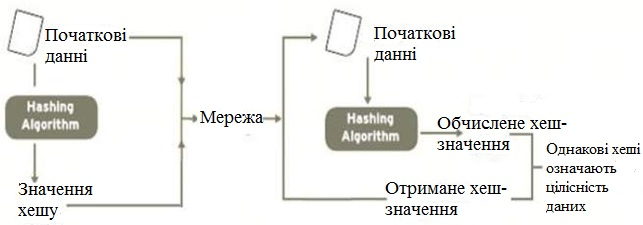 Початкові
данні
Hashing
Algorithm
Значення
хешу
Мережа
Початкові
данні
Hashing
Algorithm
Обчислене хеш-
значення
Отримане хеш-
значення
Однакові хеші
означають
цілісність
даних